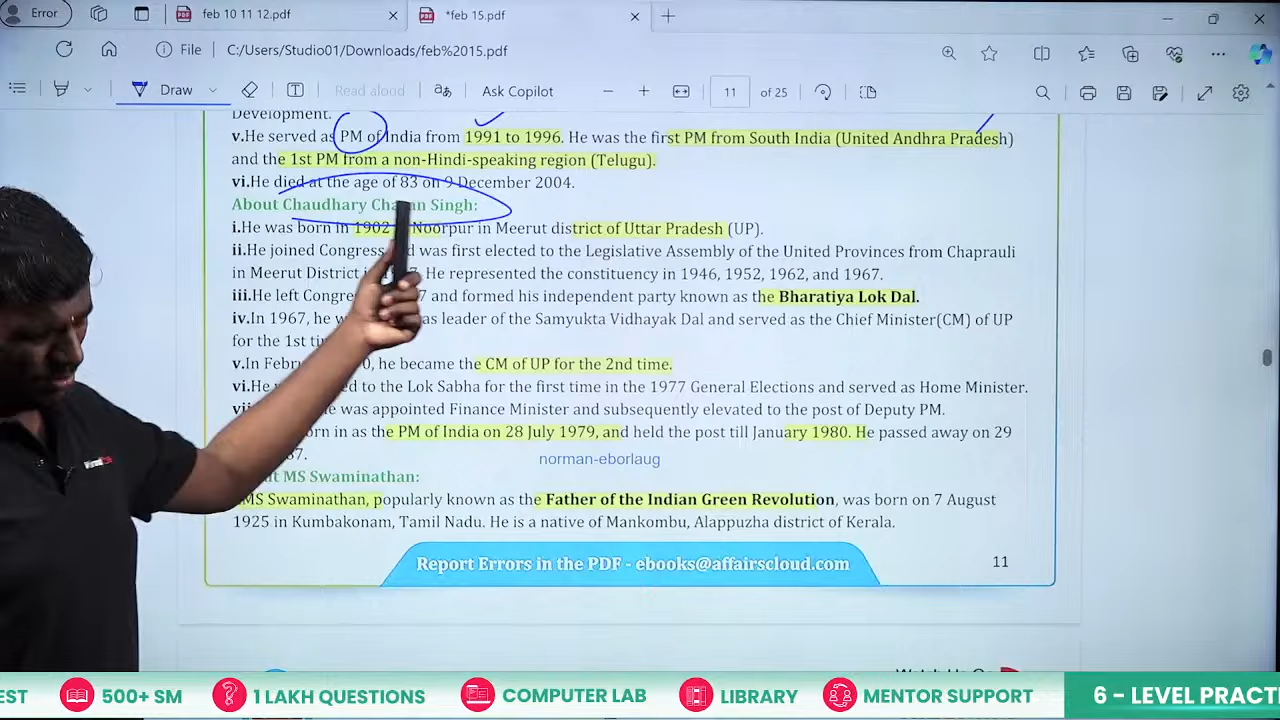 Error
feb 10 11 12.pdf
*feb 15.pdf
File
C:/Users/Studio01/Downloads/feb%2015.pdf
Draw
Read aloud
Ask Copilot
11
of 25
Development.
v.He served as PM of India from 1991 to 1996. He was the first PM from South India (United Andhra Pradesh)
and the 1st PM from a non-Hindi-speaking region (Telugu).
vi.He died at the age of 83 on 9 December 2004.
About Chaudhary Charan Singh:
i.He was born in 1902 Noorpur in Meerut district of Uttar Pradesh (UP).
ii.He joined Congress was first elected to the Legislative Assembly of the United Provinces from Chaprauli
in Meerut District He represented the constituency in 1946, 1952, 1962, and 1967.
iii.He left and formed his independent party known as the Bharatiya Lok Dal.
iv.In 1967, he as leader of the Samyukta Vidhayak Dal and served as the Chief Minister(CM) of UP
for the 1st
v.In he became the CM of UP for the 2nd time.
vi.He to the Lok Sabha for the first time in the 1977 General Elections and served as Home Minister.
was appointed Finance Minister and subsequently elevated to the post of Deputy PM.
in as the PM of India on 28 July 1979, and held the post till January 1980. He passed away on 29
norman-eborlaug
MS Swaminathan:
MS Swaminathan, popularly known as the Father of the Indian Green Revolution, was born on 7 August
1925 in Kumbakonam, Tamil Nadu. He is a native of Mankombu, Alappuzha district of Kerala.
Report Errors in the PDF - ebooks@affairscloud.com
11
500+ SM
1 LAKH QUESTIONS
COMPUTER LAB
LIBRARY
MENTOR SUPPORT
6 - LEVEL